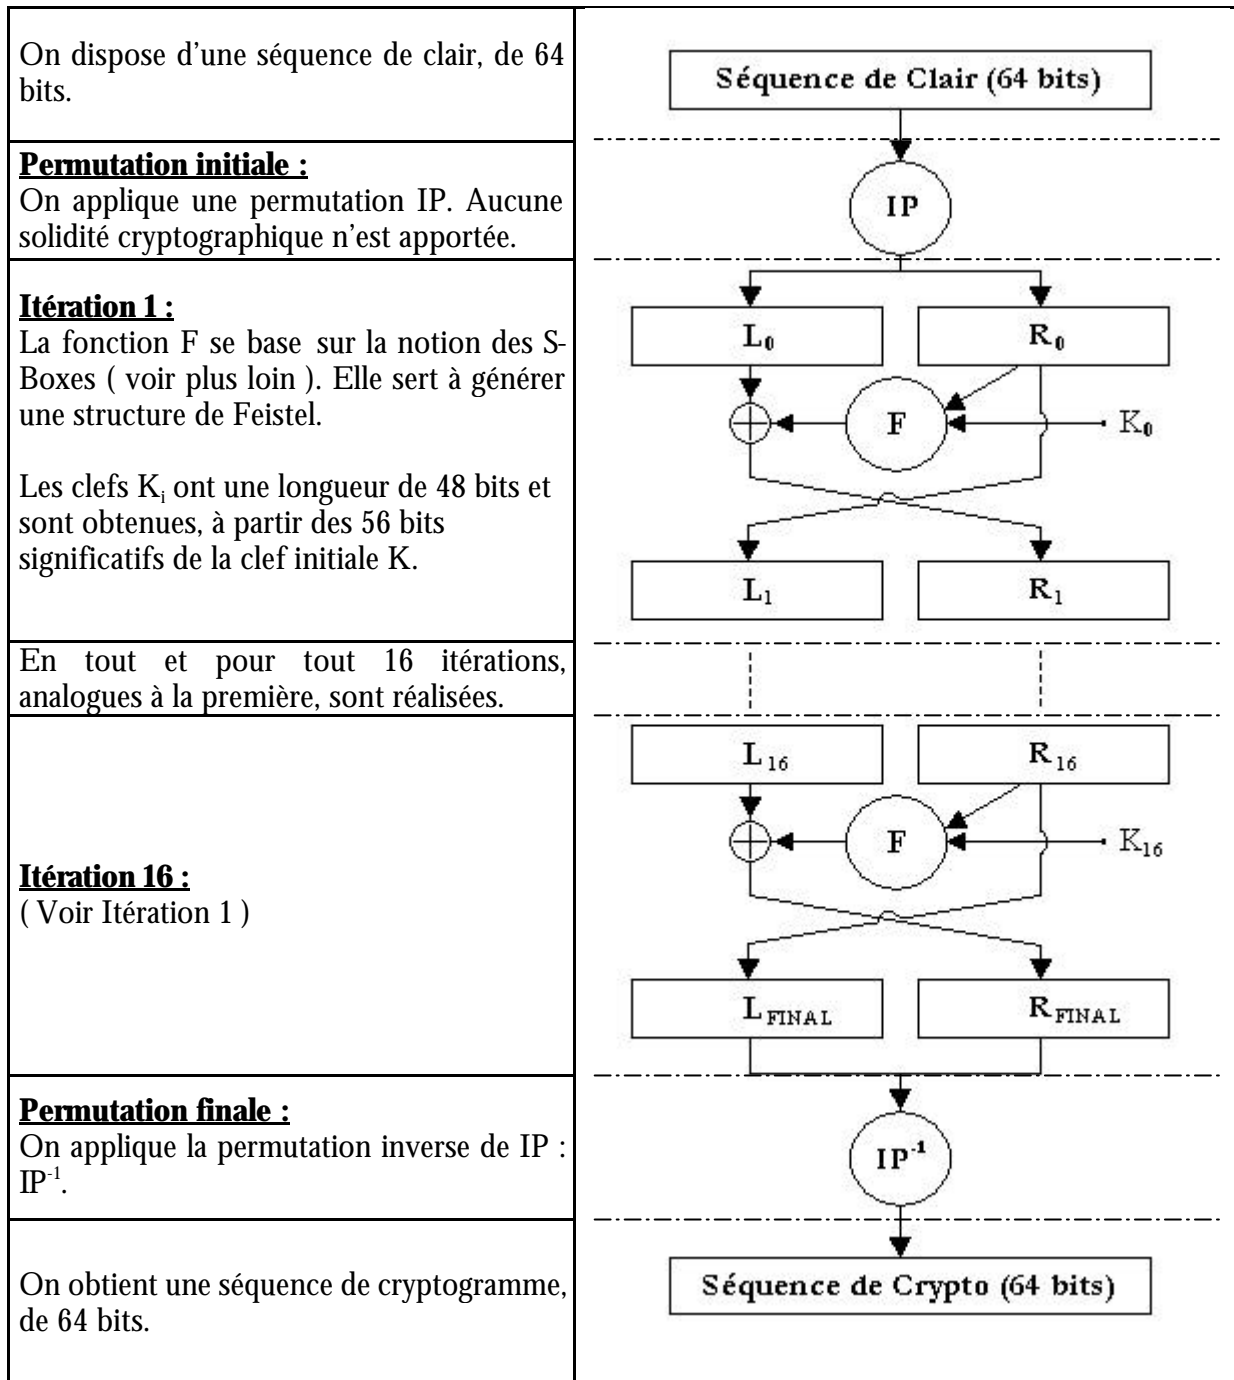 On dispose d'une séquence de clair, de 64
bits.
Séquence de Clair (64 bits)
Permutation initiale :
On applique une permutation IP. Aucune
solidité cryptographique n'est apportée.
IP
Itération 1 :
La fonction F se base sur la notion des S-
Boxes ( voir plus loin ). Elle sert à générer
une structure de Feistel.
Les clefs Ki ont une longueur de 48 bits et
sont obtenues, à partir des 56 bits
significatifs de la clef initiale K.
L0 R0
F K0
L1 R1
En tout et pour tout 16 itérations,
analogues à la première, sont réalisées.
Itération 16 :
( Voir Itération 1 )
L16 R16
F K16
LFINAL RFINAL
Permutation finale :
On applique la permutation inverse de IP :
IP-1.
IP-1
On obtient une séquence de cryptogramme,
de 64 bits.
Séquence de Crypto (64 bits)